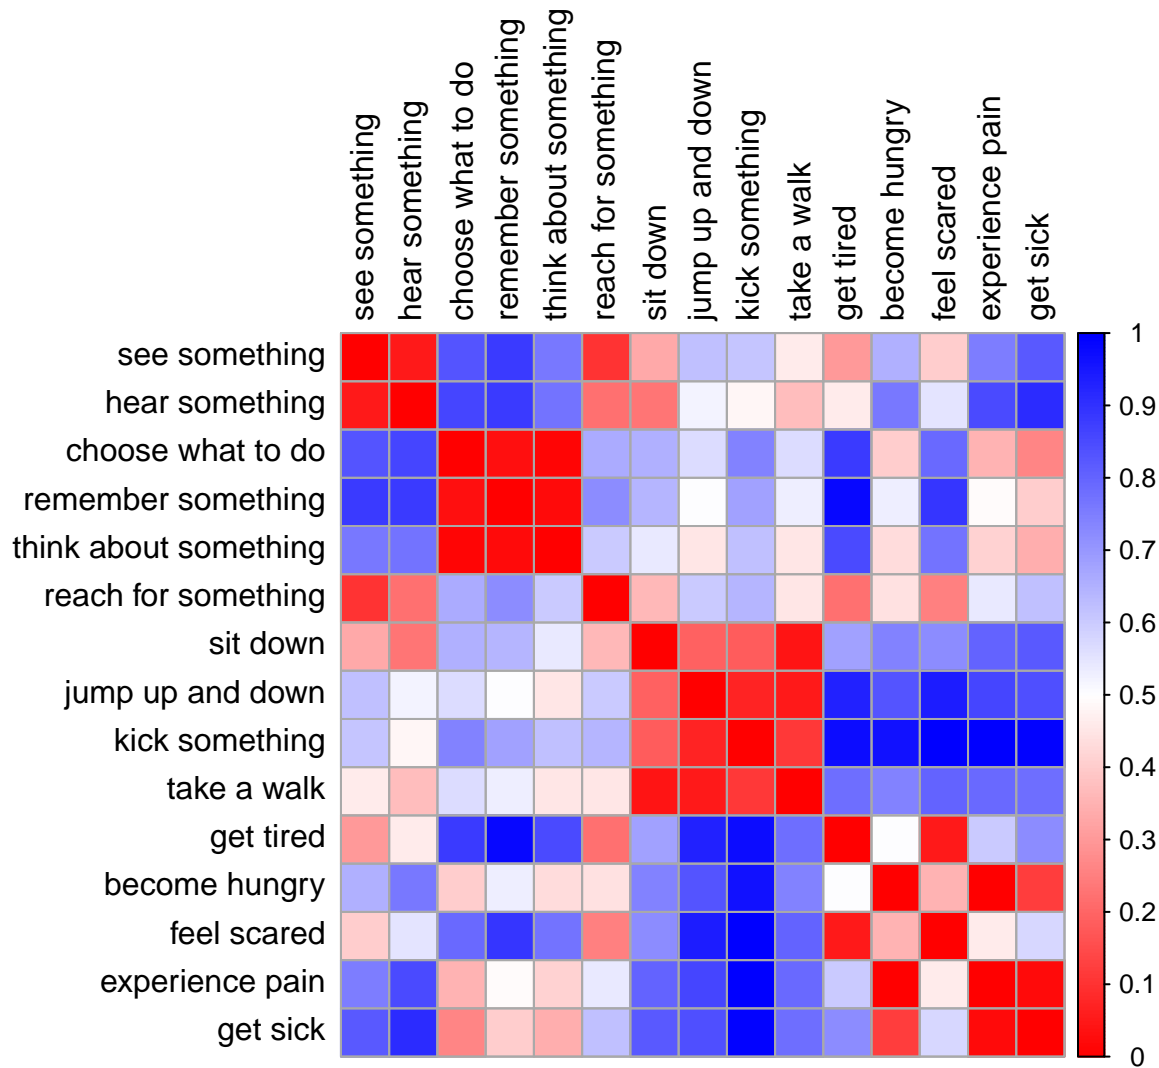 see something
hear something
choose what to do
remember something
think about something
reach for something
sit down
jump up and down
kick something
take a walk
get tired
become hungry
feel scared
experience pain
get sick
see something
hear something
choose what to do
remember something
think about something
reach for something
sit down
jump up and down
kick something
take a walk
get tired
become hungry
feel scared
experience pain
get sick
1
0.9
0.8
0.7
0.6
0.5
0.4
0.3
0.2
0.1
0